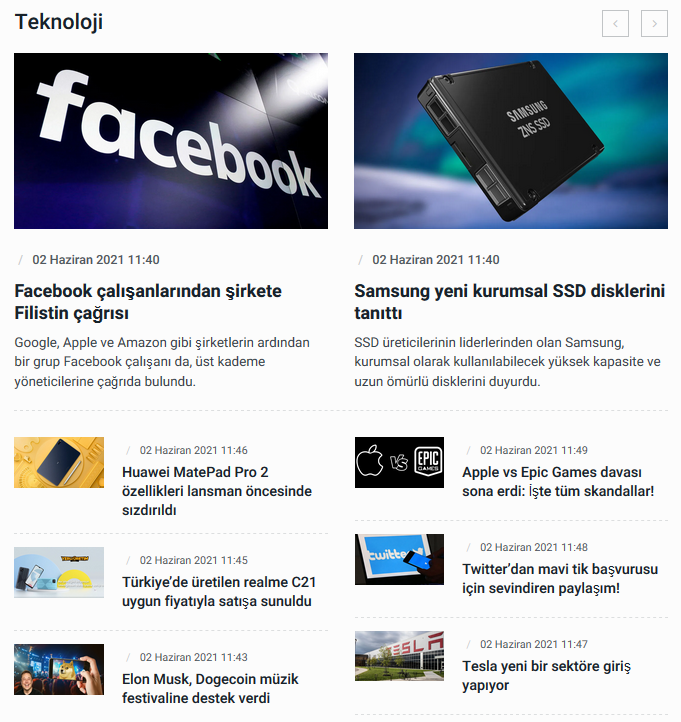 Teknoloji
facebook
SAMSUNG
ZNS SSD
/ 02 Haziran 2021 11:40
Facebook çalışanlarından şirkete
Filistin çağrısı
Google, Apple ve Amazon gibi şirketlerin ardından
bir grup Facebook çalışanı da, üst kademe
yöneticilerine çağrıda bulundu.
/ 02 Haziran 2021 11:40
Samsung yeni kurumsal SSD disklerini
tanıttı
SSD üreticilerinin liderlerinden olan Samsung,
kurumsal olarak kullanılabilecek yüksek kapasite ve
uzun ömürlü disklerini duyurdu.
/ 02 Haziran 2021 11:46
Huawei MatePad Pro 2
özellikleri lansman öncesinde
sızdırıldı
/ 02 Haziran 2021 11:45
Türkiye’de üretilen realme C21
uygun fiyatıyla satışa sunuldu
/ 02 Haziran 2021 11:43
Elon Musk, Dogecoin müzik
festivaline destek verdi
VS EPIC
GAMES
/ 02 Haziran 2021 11:49
Apple vs Epic Games davası
sona erdi: İşte tüm skandallar!
twitter
/ 02 Haziran 2021 11:48
Twitter’dan mavi tik başvurusu
için sevindiren paylaşım!
TESLA
/ 02 Haziran 2021 11:47
Tesla yeni bir sektöre giriş
yapıyor